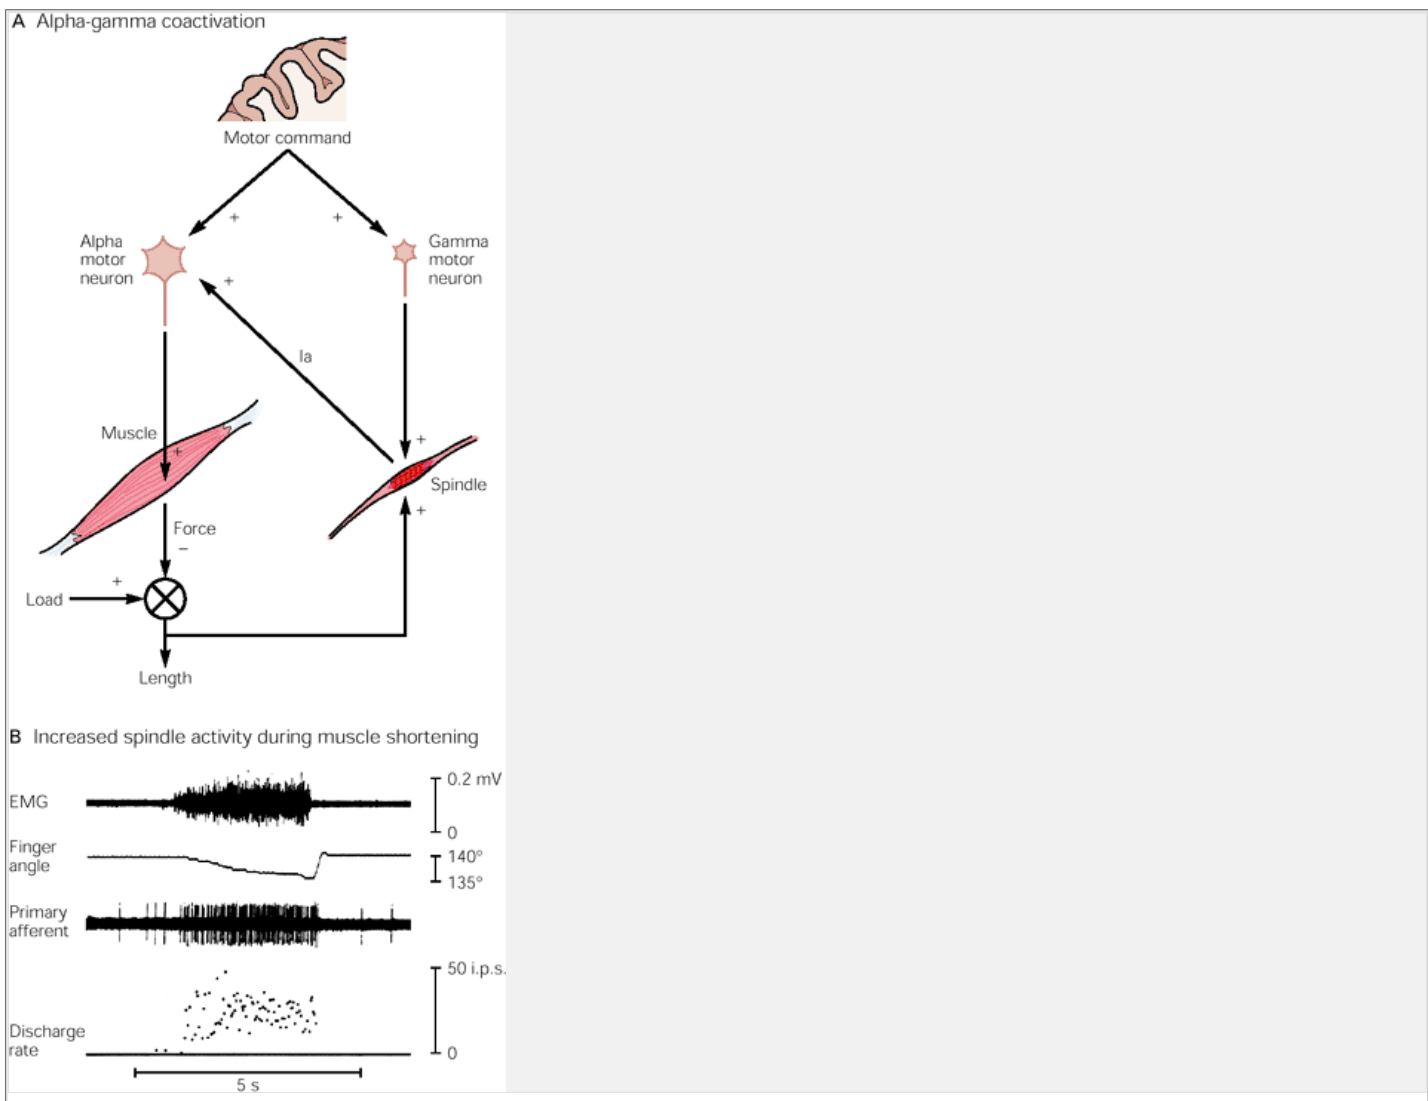 A Alpha-gamma coactivation
Motor command
+ +
Alpha
motor
neuron
Gamma
motor
neuron
+
Ia
Muscle
+
+
Spindle
+
Force
−
+
Load
Length
B Increased spindle activity during muscle shortening
EMG
0.2 mV
0
Finger
angle
140°
135°
Primary
afferent
50 i.p.s.
Discharge
rate
0
5 s